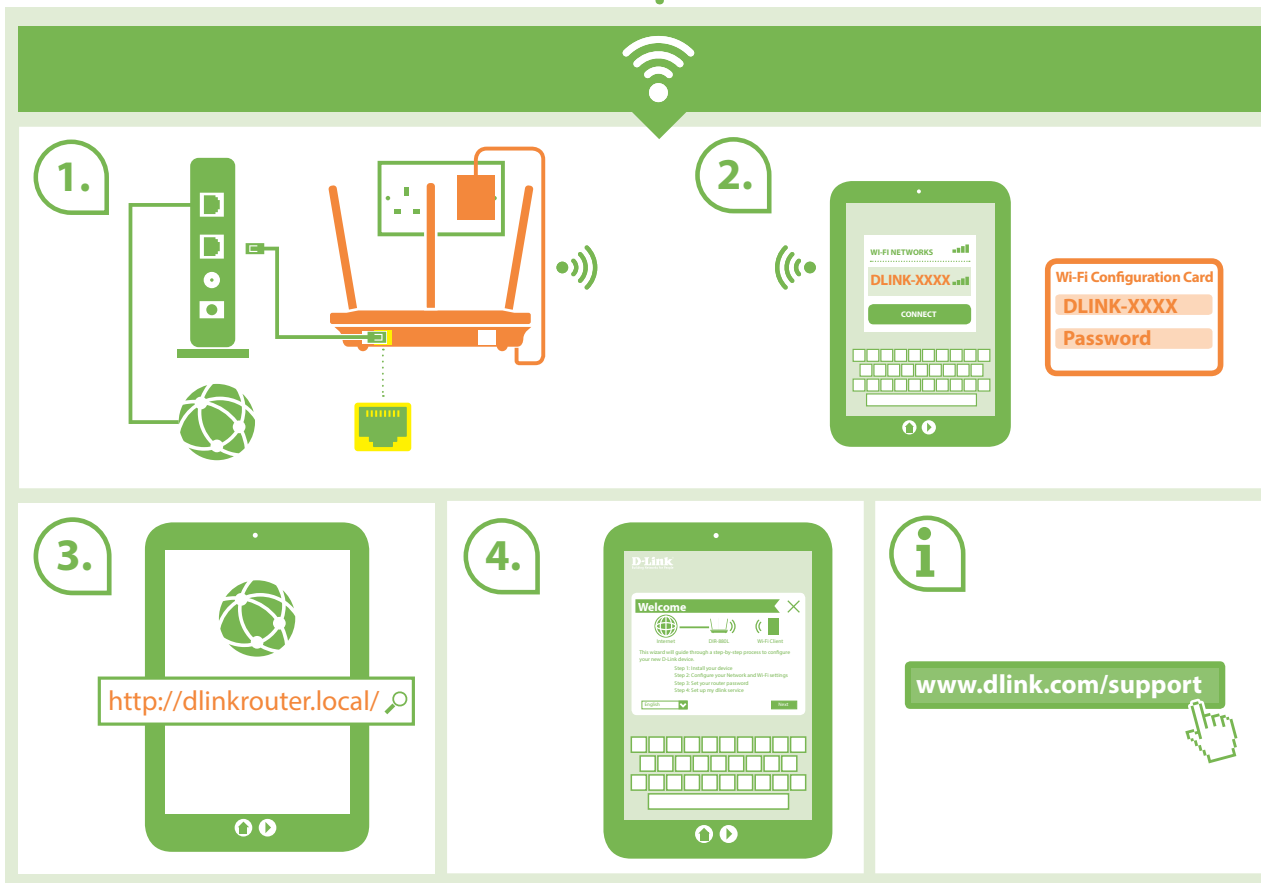 1.
2.
WI-FI NETWORKS
DLINK-XXXX
CONNECT
Wi-Fi Configuration Card
DLINK-XXXX
Password
3.
http://dlinkrouter.local/
4.
D-Link
Welcome
Internet
DIR-880L
Wi-Fi Client
This wizard will guide through a step-by-step process to configure
your new D-Link device.
Step 1: Install your device
Step 2: Configure your Network and Wi-Fi settings
Step 3: Set your router password
Step 4: Set up my dlink service
English
Next
i
www.dlink.com/support